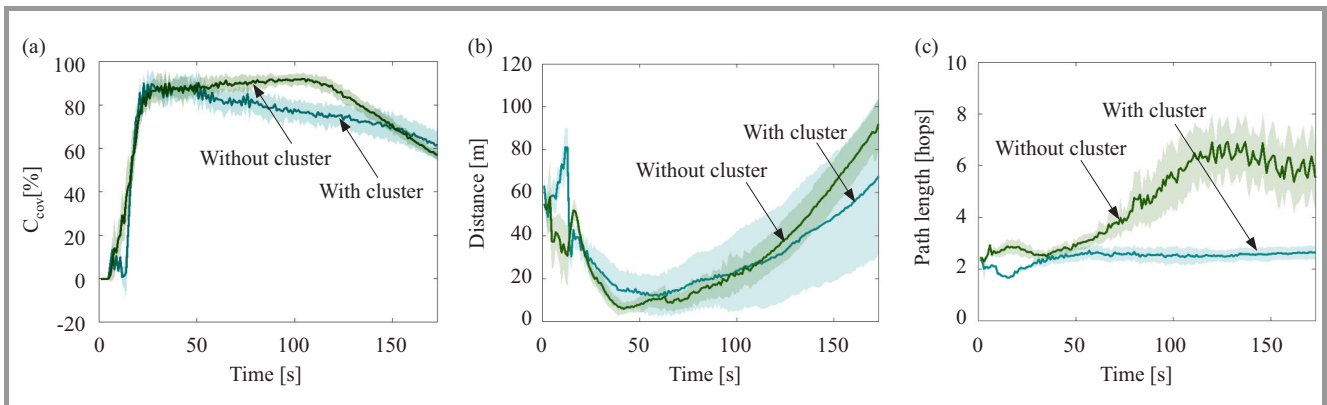 (a)
100
80
60
40
20
0
-20
C_cov[%]
Without cluster
With cluster
0
50
100
150
Time [s]
(b)
120
100
80
60
40
20
0
Distance [m]
With cluster
Without cluster
0
50
100
150
Time [s]
(c)
8
6
4
2
0
Path length [hops]
With cluster
Without cluster
0
50
100
150
Time [s]